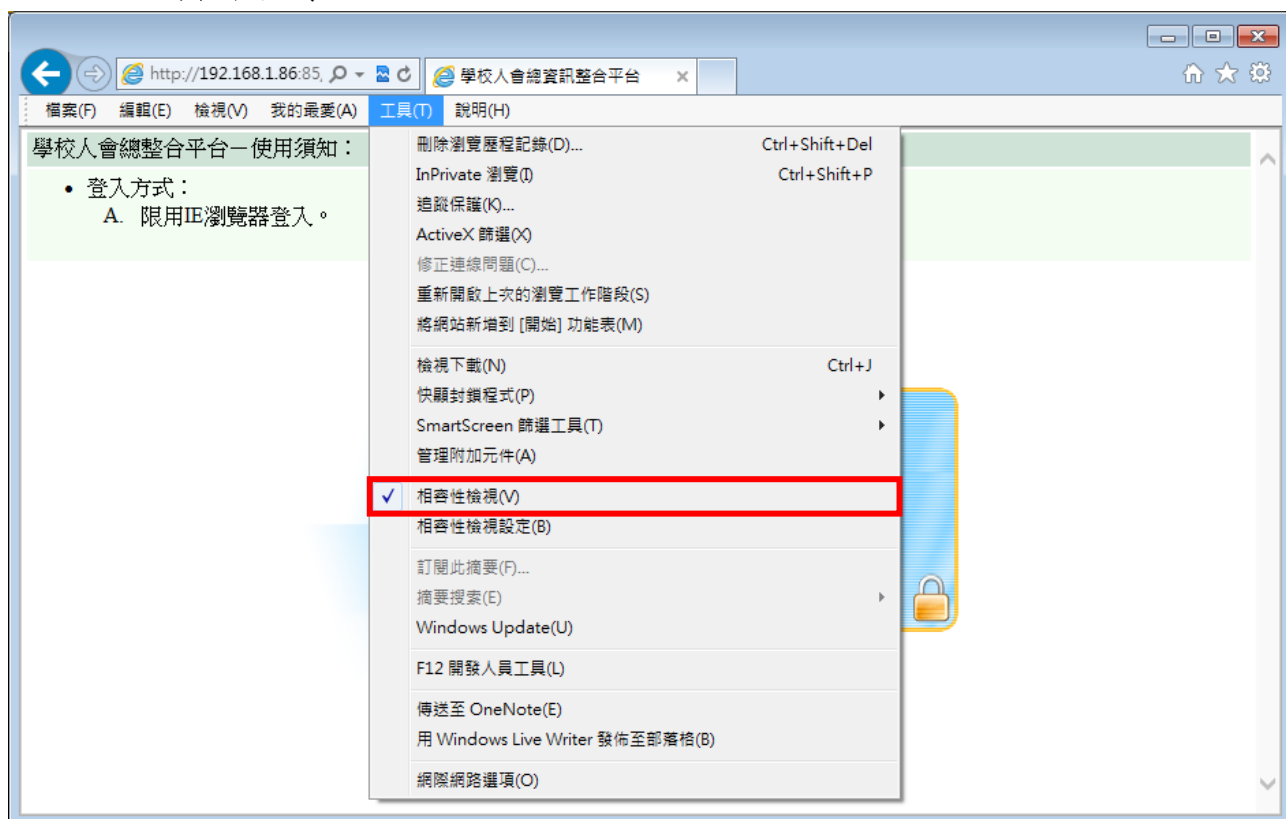 http://192.168.1.86:85,
學校人會總資訊整合平台
檔案(F) 編輯(E) 檢視(V) 我的最愛(A) 工具(T) 說明(H)
學校人會總整合平台－使用須知：
• 登入方式：
A. 限用IE瀏覽器登入。
刪除瀏覽歷程記錄(D)... Ctrl+Shift+Del
InPrivate 瀏覽(I) Ctrl+Shift+P
追蹤保護(K)...
ActiveX 篩選(X)
修正連線問題(C)...
重新開啟上次的瀏覽工作階段(S)
將網站新增到 [開始] 功能表(M)
檢視下載(N) Ctrl+J
快顯封鎖程式(P)
SmartScreen 篩選工具(T)
管理附加元件(A)
相容性檢視(V)
相容性檢視設定(B)
訂閱此摘要(F)...
摘要搜索(E)
Windows Update(U)
F12 開發人員工具(L)
傳送至 OneNote(E)
用 Windows Live Writer 發佈至部落格(B)
網際網路選項(O)